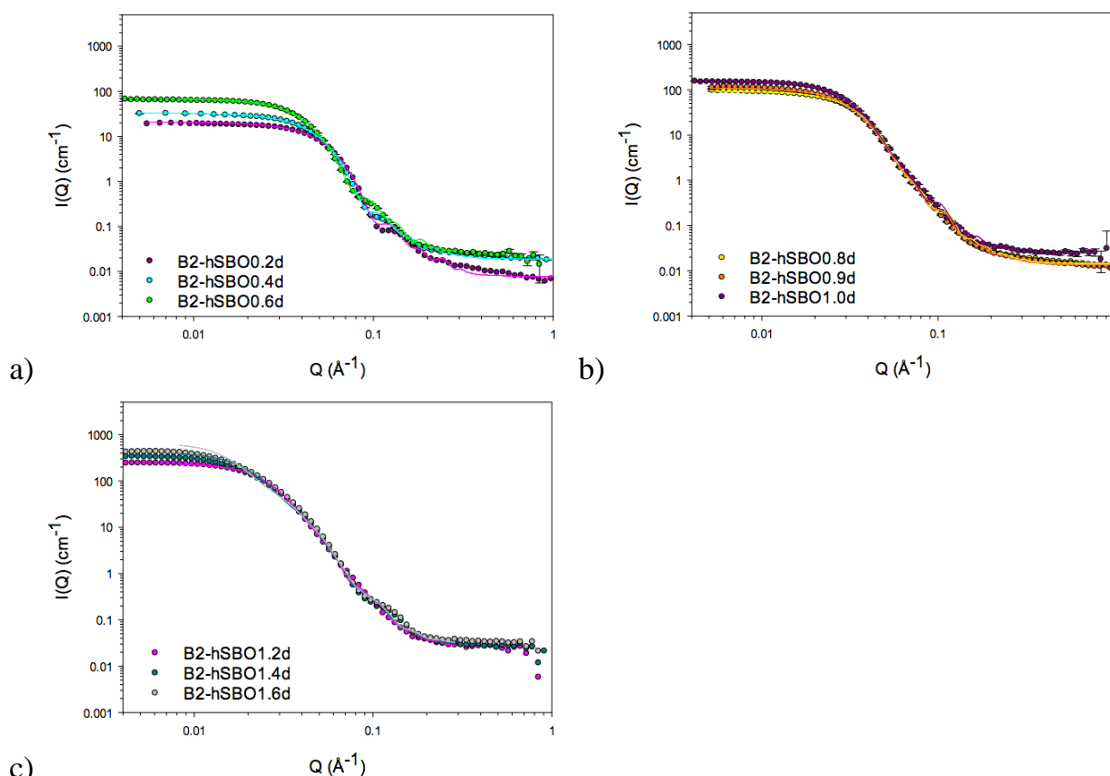 I(Q) (cm⁻¹)
1000
100
10
1
0.1
0.01
0.001
B2-hSBO0.2d
B2-hSBO0.4d
B2-hSBO0.6d
0.01 0.1 1
Q (Å⁻¹)
a)
I(Q) (cm⁻¹)
1000
100
10
1
0.1
0.01
0.001
B2-hSBO0.8d
B2-hSBO0.9d
B2-hSBO1.0d
0.01 0.1
Q (Å⁻¹)
b)
I(Q) (cm⁻¹)
1000
100
10
1
0.1
0.01
0.001
B2-hSBO1.2d
B2-hSBO1.4d
B2-hSBO1.6d
0.01 0.1 1
Q (Å⁻¹)
c)